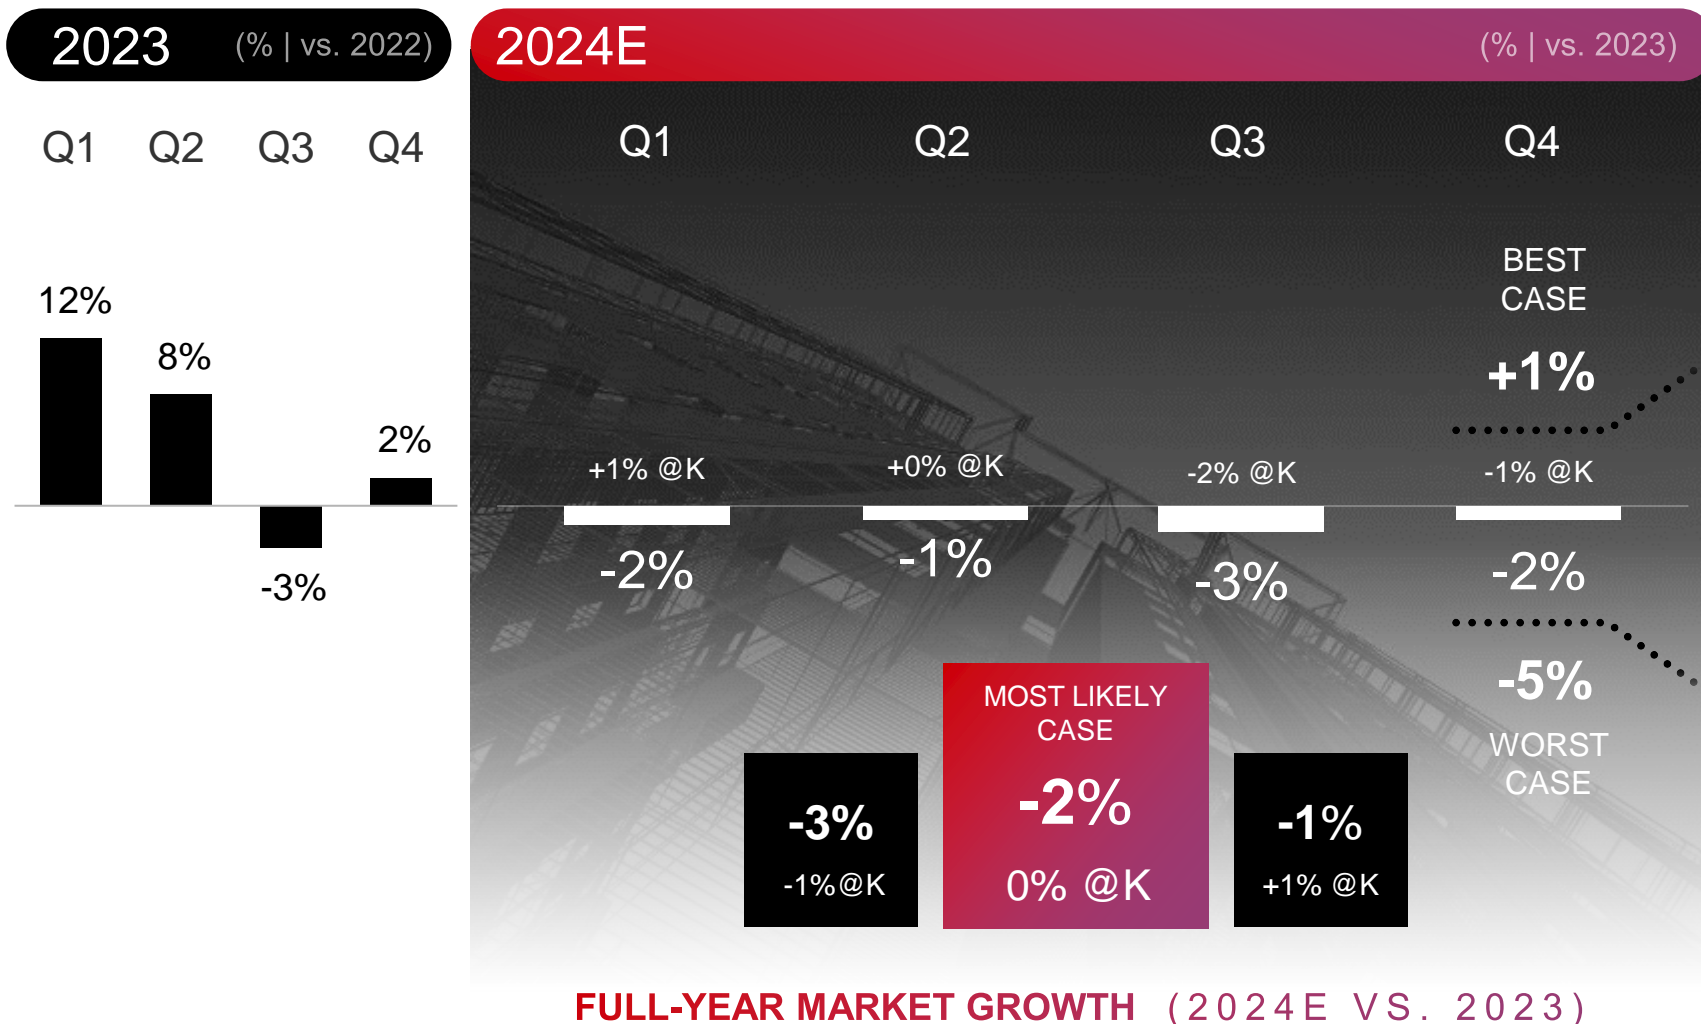 2023 (% | vs. 2022)
Q1 Q2 Q3 Q4
12%
8%
2%
-3%
2024E (% | vs. 2023)
Q1 Q2 Q3 Q4
BEST
CASE
+1%
+1% @K +0% @K -2% @K -1% @K
-2% -1% -3% -2%
-5%
WORST
CASE
MOST LIKELY
CASE
-3% -2% -1%
-1%@K 0% @K +1% @K
FULL-YEAR MARKET GROWTH (2024E VS. 2023)